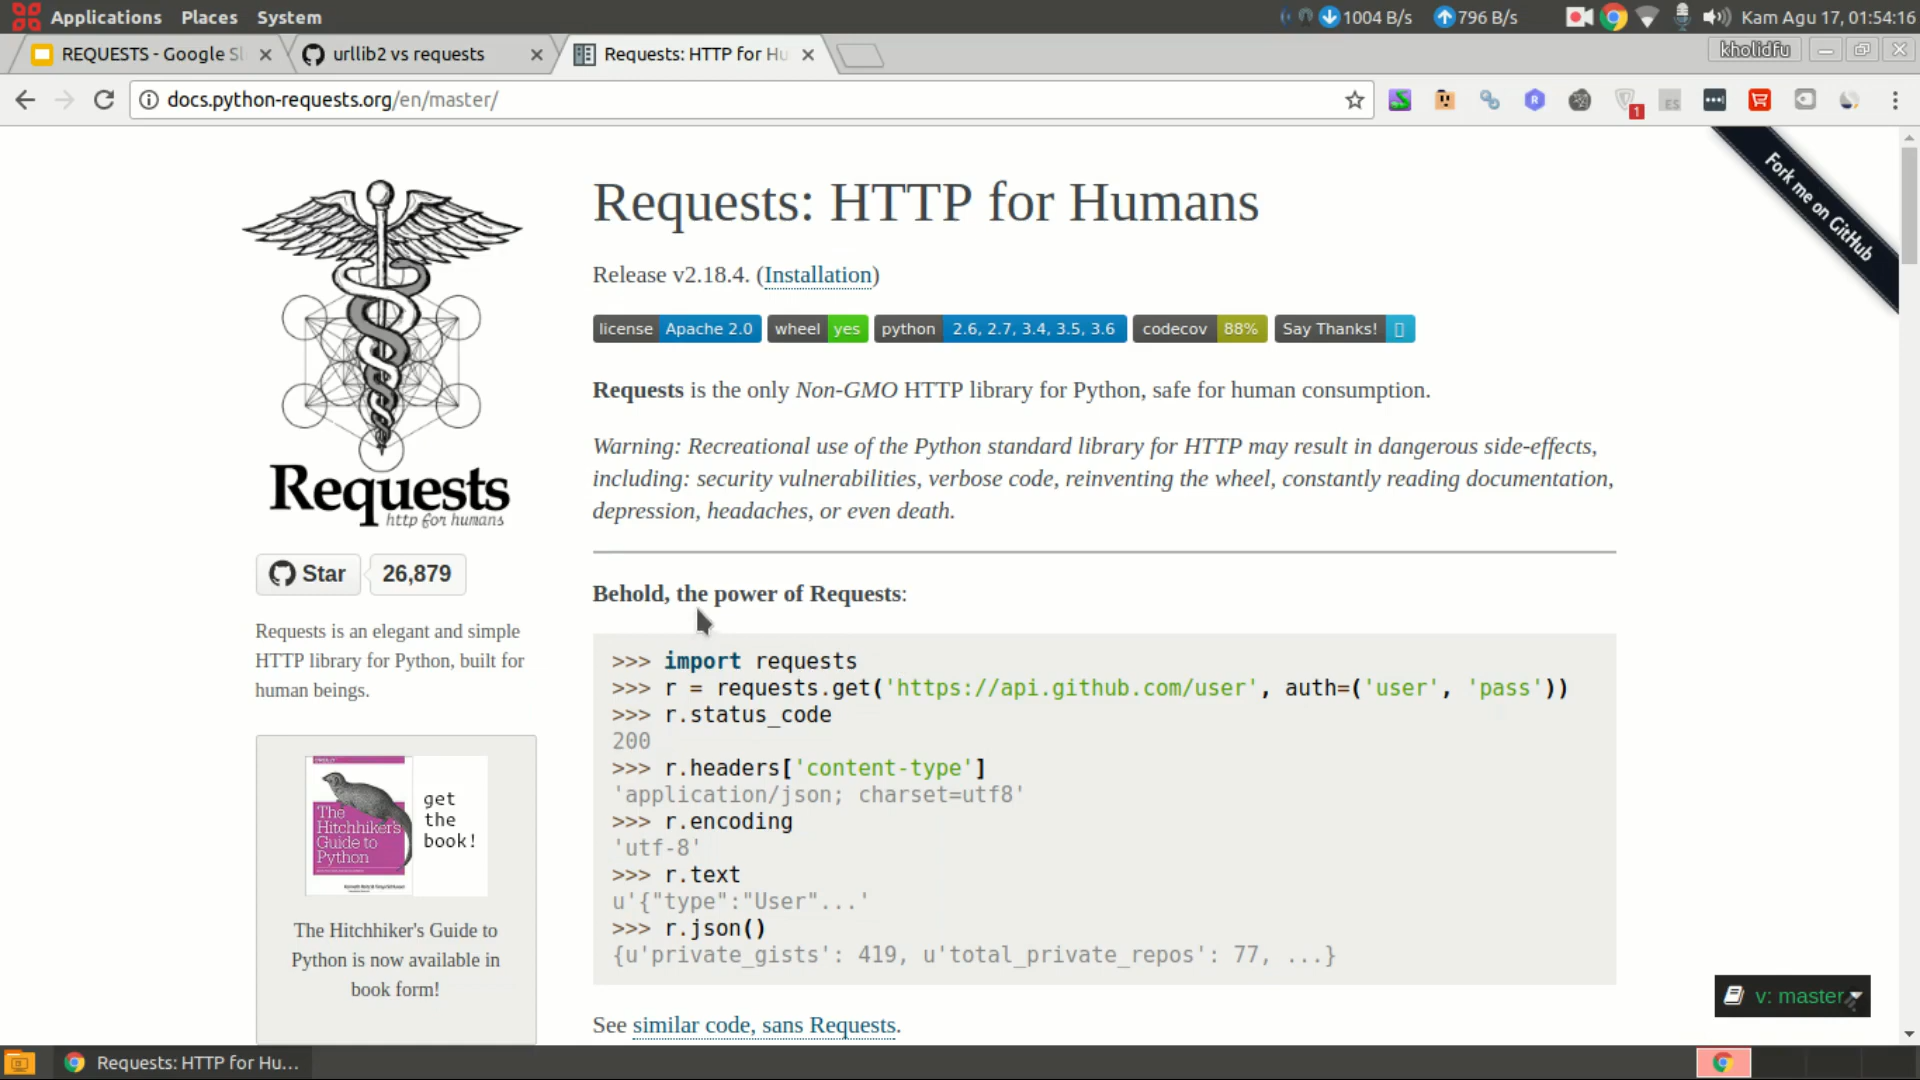 Applications Places System
1004 B/s
796 B/s
Kam Agu 17, 01:54:16
REQUESTS - Google Sl
urllib2 vs requests
Requests: HTTP for Hu
kholidfu
docs.python-requests.org/en/master/
1
ES
R
Fork me on GitHub
Requests
http for humans
Star
26,879
Requests is an elegant and simple
HTTP library for Python, built for
human beings.
The
Hitchhiker's
Guide to
Python
get
the
book!
The Hitchhiker's Guide to
Python is now available in
book form!
Requests: HTTP for Humans
Release v2.18.4. (Installation)
license Apache 2.0
wheel yes
python 2.6, 2.7, 3.4, 3.5, 3.6
codecov 88%
Say Thanks!
Requests is the only Non-GMO HTTP library for Python, safe for human consumption.
Warning: Recreational use of the Python standard library for HTTP may result in dangerous side-effects,
including: security vulnerabilities, verbose code, reinventing the wheel, constantly reading documentation,
depression, headaches, or even death.
Behold, the power of Requests:
>>> import requests
>>> r = requests.get('https://api.github.com/user', auth=('user', 'pass'))
>>> r.status_code
200
>>> r.headers['content-type']
'application/json; charset=utf8'
>>> r.encoding
'utf-8'
>>> r.text
u'{"type":"User"...'
>>> r.json()
{u'private_gists': 419, u'total_private_repos': 77, ...}
See similar code, sans Requests.
v: master
Requests: HTTP for Hu...